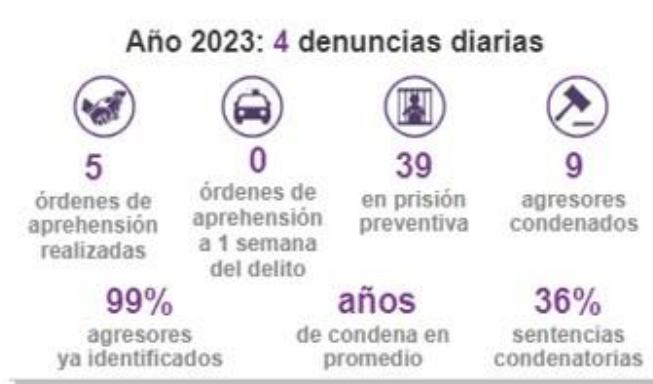 Año 2023: 4 denuncias diarias
5
órdenes de
aprehensión
realizadas
0
órdenes de
aprehensión
a 1 semana
del delito
39
en prisión
preventiva
9
agresores
condenados
99%
agresores
ya identificados
años
de condena en
promedio
36%
sentencias
condenatorias